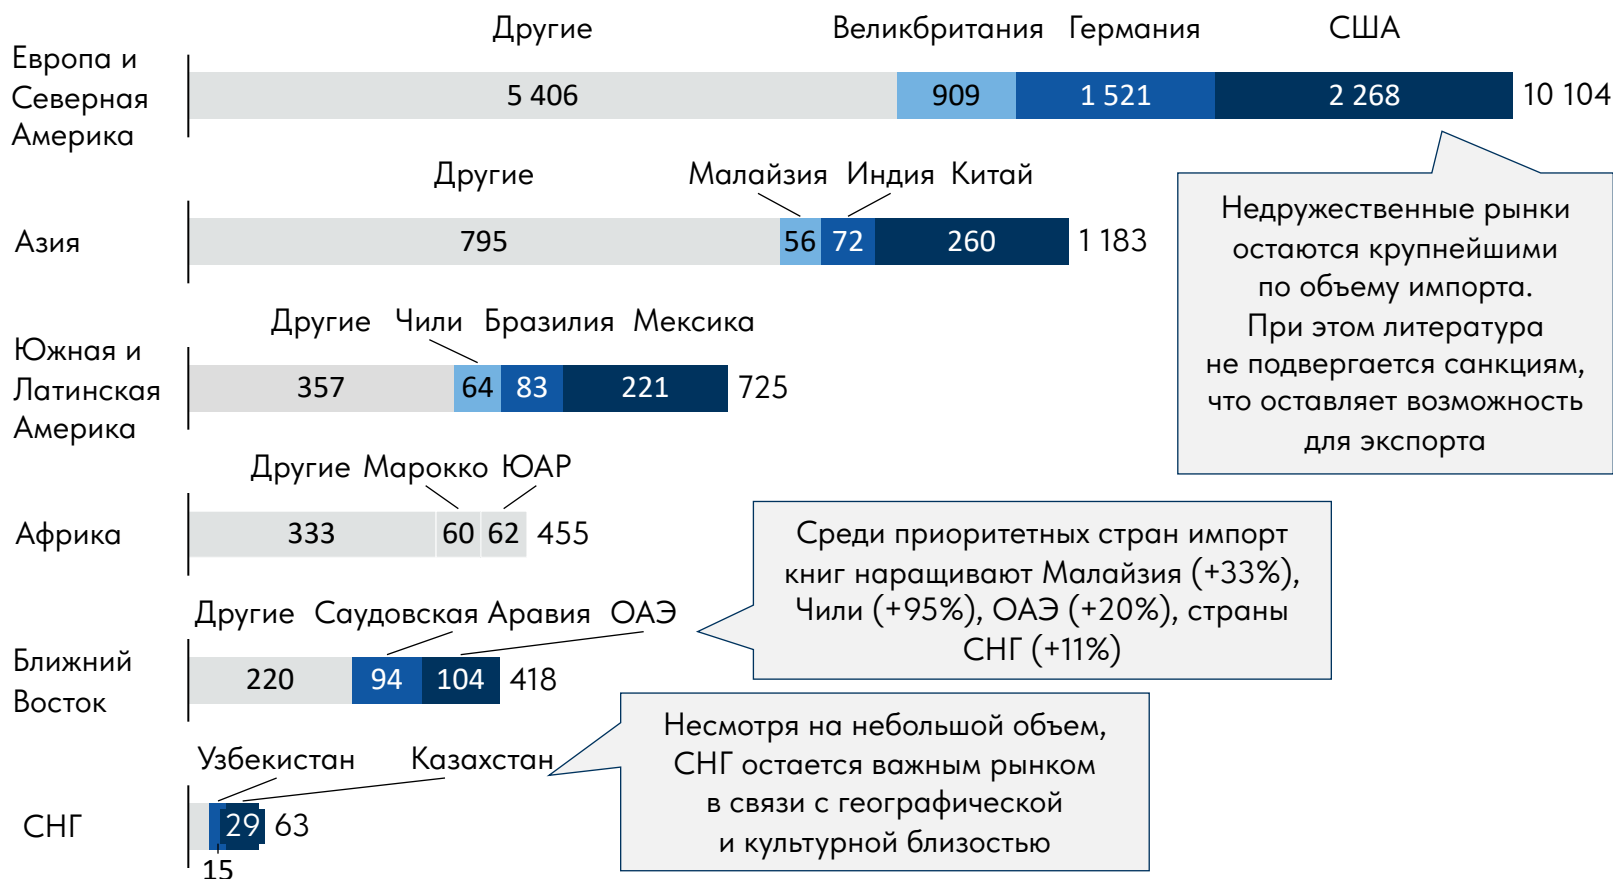 Другие Великбритания Германия США
Европа и
Северная
Америка
5 406 909 1 521 2 268 10 104
Другие Малайзия Индия Китай
Азия
795 56 72 260 1 183
Недружественные рынки
остаются крупнейшими
по объему импорта.
При этом литература
не подвергается санкциям,
что оставляет возможность
для экспорта
Другие Чили Бразилия Мексика
Южная и
Латинская
Америка
357 64 83 221 725
Другие Марокко ЮАР
Африка
333 60 62 455
Среди приоритетных стран импорт
книг наращивают Малайзия (+33%),
Чили (+95%), ОАЭ (+20%), страны
СНГ (+11%)
Другие Саудовская Аравия ОАЭ
Ближний
Восток
220 94 104 418
Несмотря на небольшой объем,
СНГ остается важным рынком
в связи с географической
и культурной близостью
Узбекистан Казахстан
СНГ
29 63
15